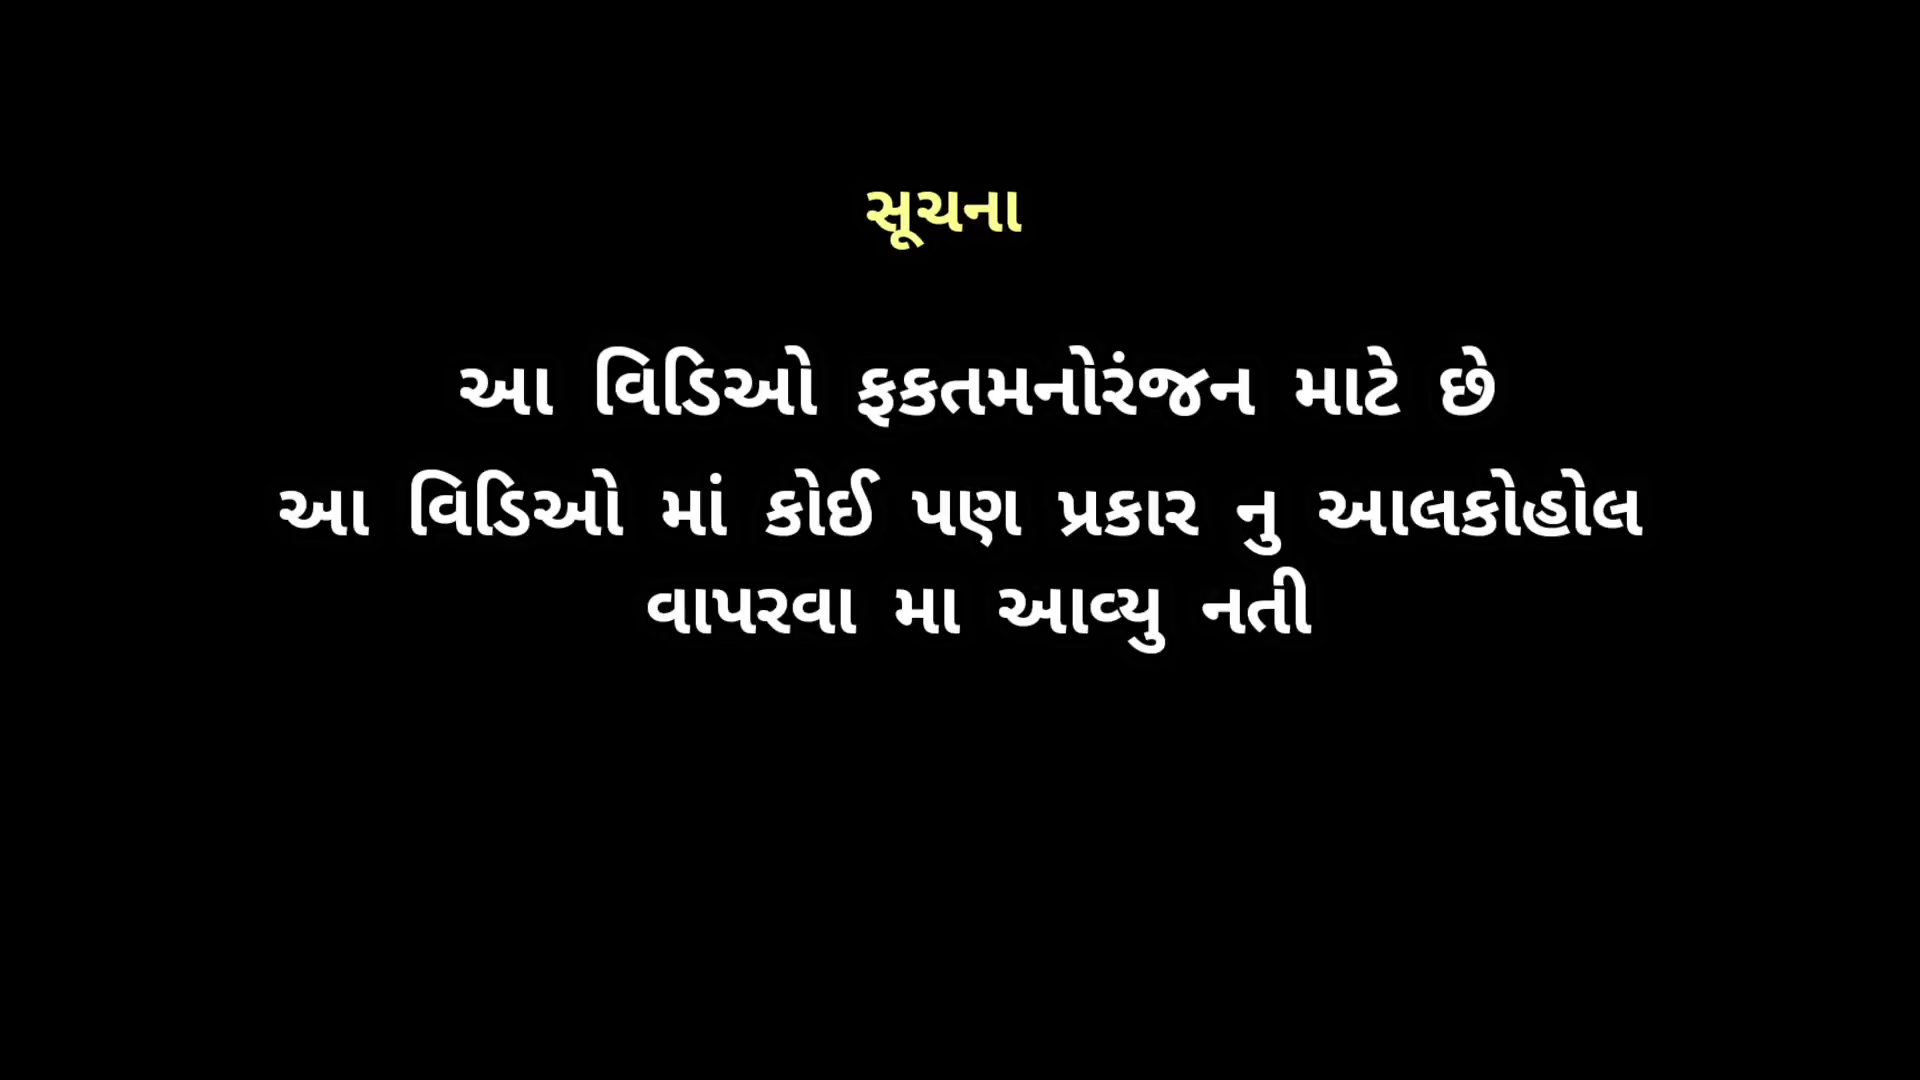 સૂચના
આ વિડિઓ ફકતમનોરંજન માટે છે
આ વિડિઓ માં કોઈ પણ પ્રકાર નુ આલકોહોલ
વાપરવા મા આવ્યુ નતી